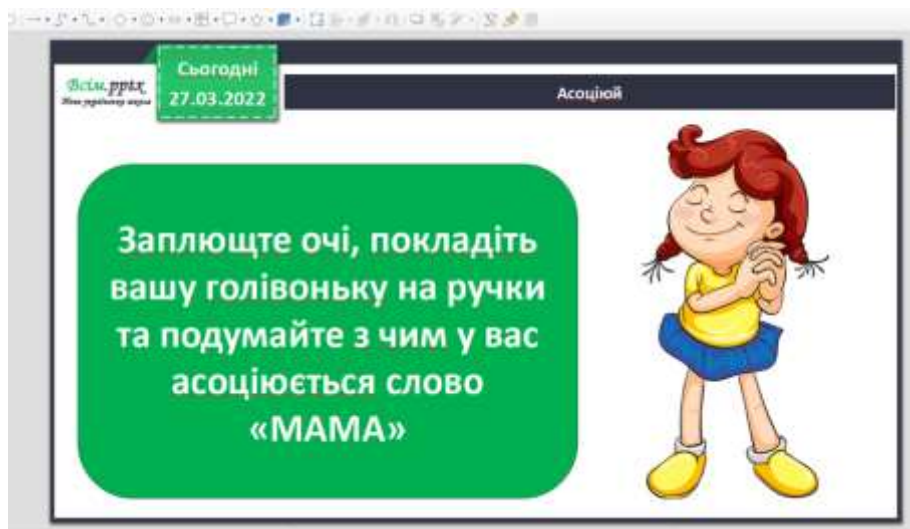 Всім.pptx
Нова українська школа
Сьогодні
27.03.2022
Асоціюй
Заплющте очі, покладіть
вашу голівоньку на ручки
та подумайте з чим у вас
асоціюється слово
«МАМА»